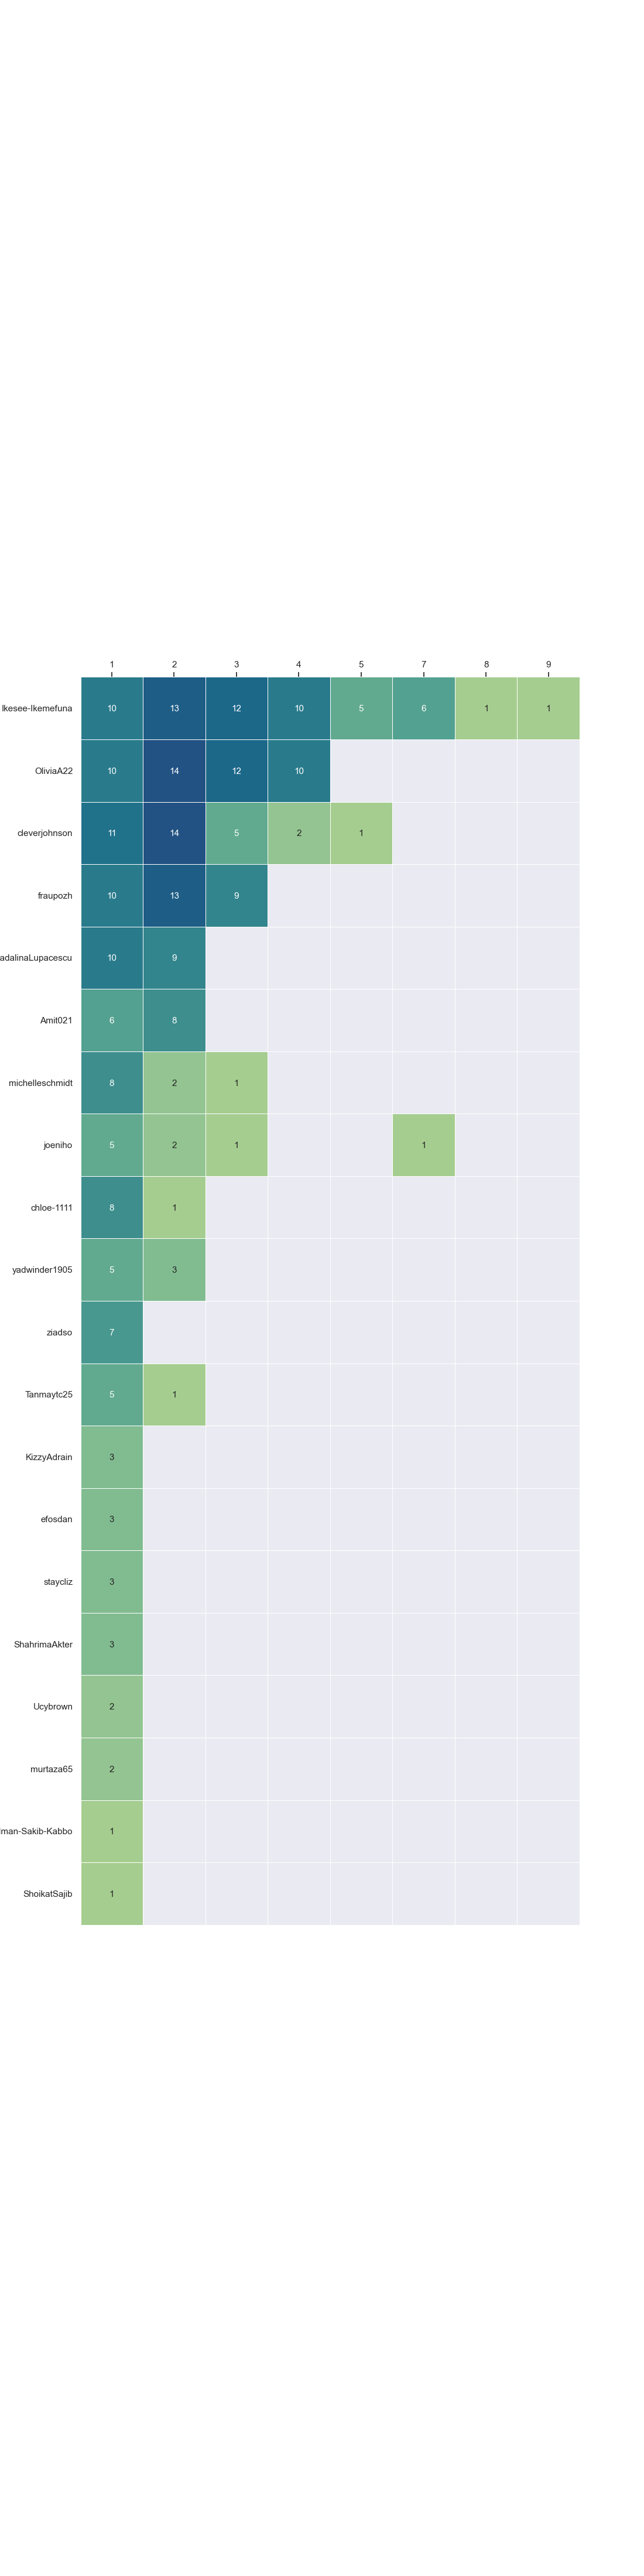 1 2 3 4 5 7 8 9
Ikesee-Ikemefuna 10 13 12 10 5 6 1 1
OliviaA22 10 14 12 10
cleverjohnson 11 14 5 2 1
fraupozh 10 13 9
adalinaLupacescu 10 9
Amit021 6 8
michelleschmidt 8 2 1
joeniho 5 2 1 1
chloe-1111 8 1
yadwinder1905 5 3
ziadso 7
Tanmaytc25 5 1
KizzyAdrain 3
efosdan 3
staycliz 3
ShahrimaAkter 3
Ucybrown 2
murtaza65 2
man-Sakib-Kabbo 1
ShoikatSajib 1